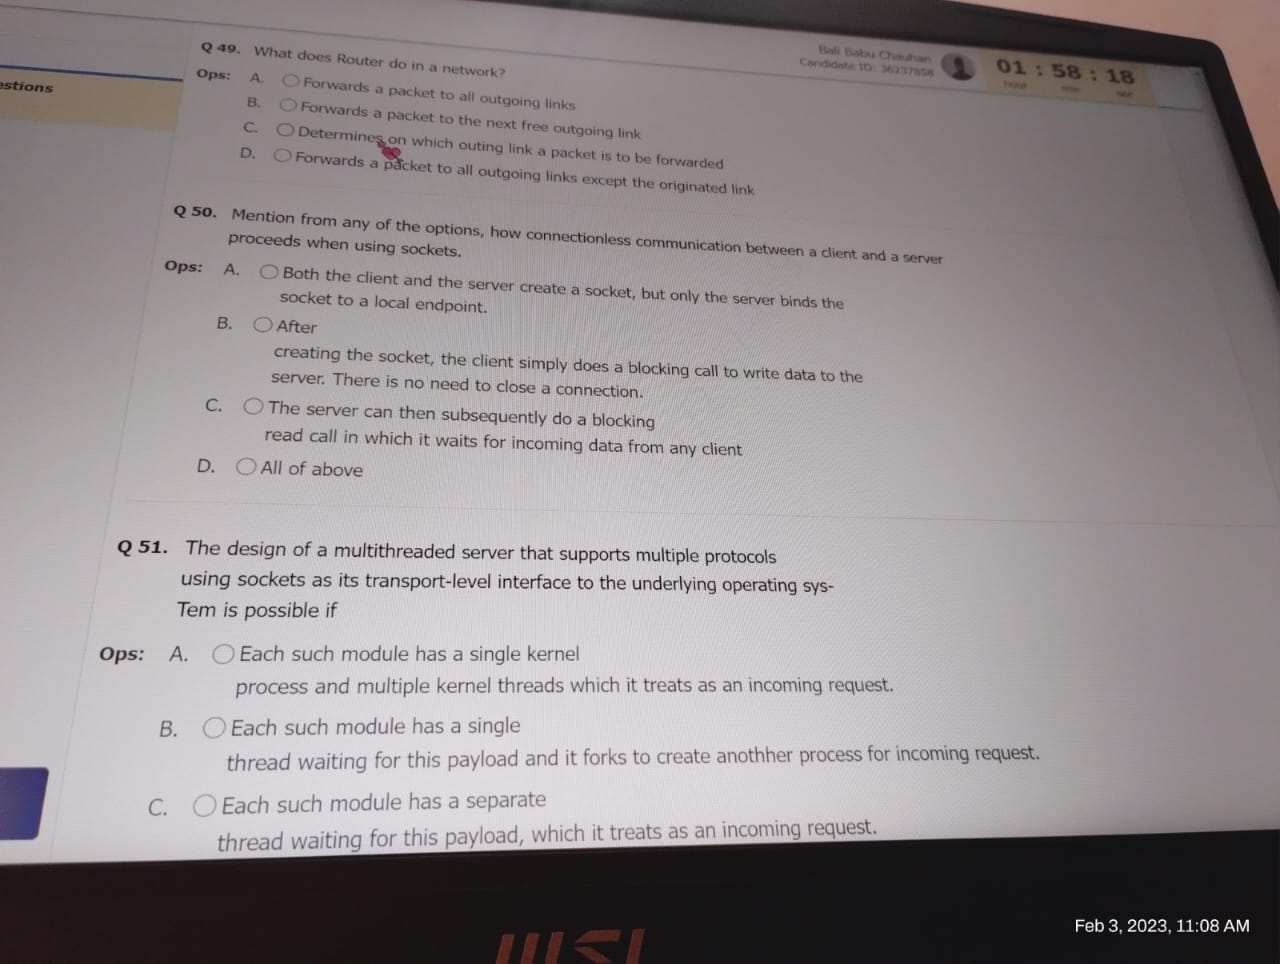 estions
Bali Babu Chauhan
Candidate ID: 36237858
01 : 58 : 18
hour min sec
Q 49. What does Router do in a network?
Ops: A. Forwards a packet to all outgoing links
B. Forwards a packet to the next free outgoing link
C. Determines on which outing link a packet is to be forwarded
D. Forwards a packet to all outgoing links except the originated link
Q 50. Mention from any of the options, how connectionless communication between a client and a server
proceeds when using sockets.
Ops: A. Both the client and the server create a socket, but only the server binds the
socket to a local endpoint.
B. After
creating the socket, the client simply does a blocking call to write data to the
server. There is no need to close a connection.
C. The server can then subsequently do a blocking
read call in which it waits for incoming data from any client
D. All of above
Q 51. The design of a multithreaded server that supports multiple protocols
using sockets as its transport-level interface to the underlying operating sys-
Tem is possible if
Ops: A. Each such module has a single kernel
process and multiple kernel threads which it treats as an incoming request.
B. Each such module has a single
thread waiting for this payload and it forks to create anothher process for incoming request.
C. Each such module has a separate
thread waiting for this payload, which it treats as an incoming request.
msi
Feb 3, 2023, 11:08 AM